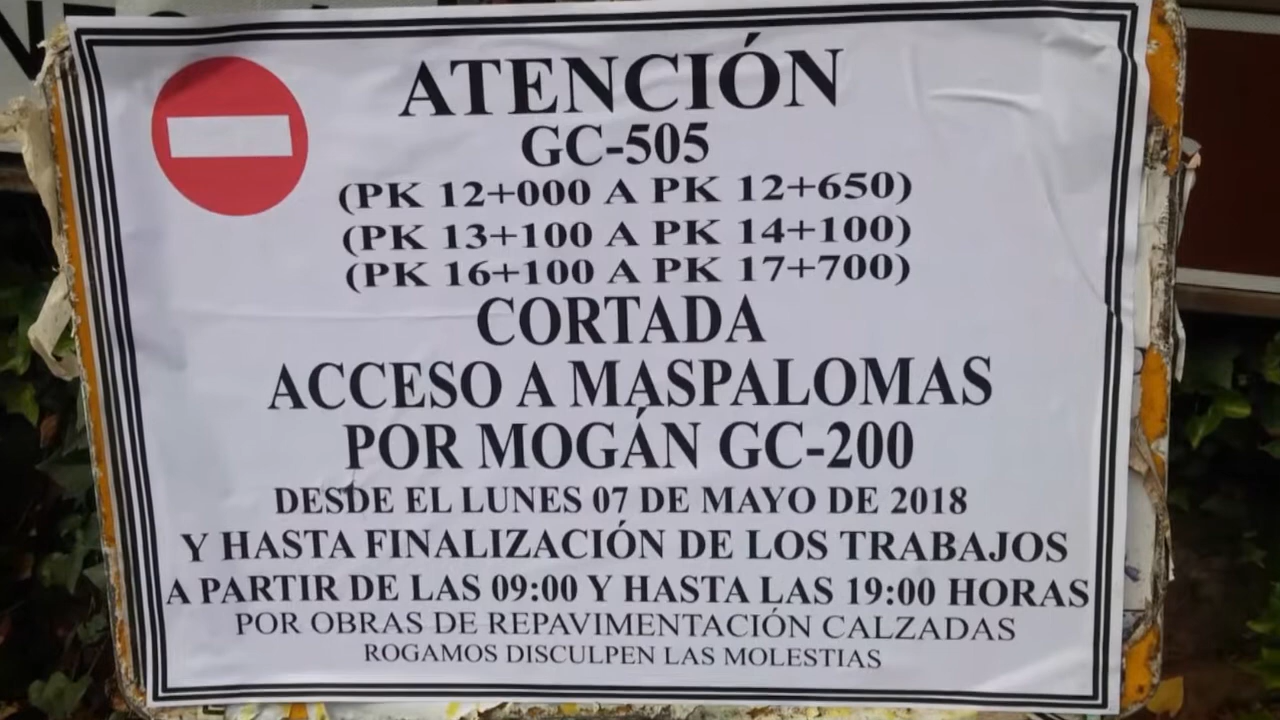 ATENCIÓN
GC-505
(PK 12+000 A PK 12+650)
(PK 13+100 A PK 14+100)
(PK 16+100 A PK 17+700)
CORTADA
ACCESO A MASPALOMAS
POR MOGÁN GC-200
DESDE EL LUNES 07 DE MAYO DE 2018
Y HASTA FINALIZACIÓN DE LOS TRABAJOS
A PARTIR DE LAS 09:00 Y HASTA LAS 19:00 HORAS
POR OBRAS DE REPAVIMENTACIÓN CALZADAS
ROGAMOS DISCULPEN LAS MOLESTIAS